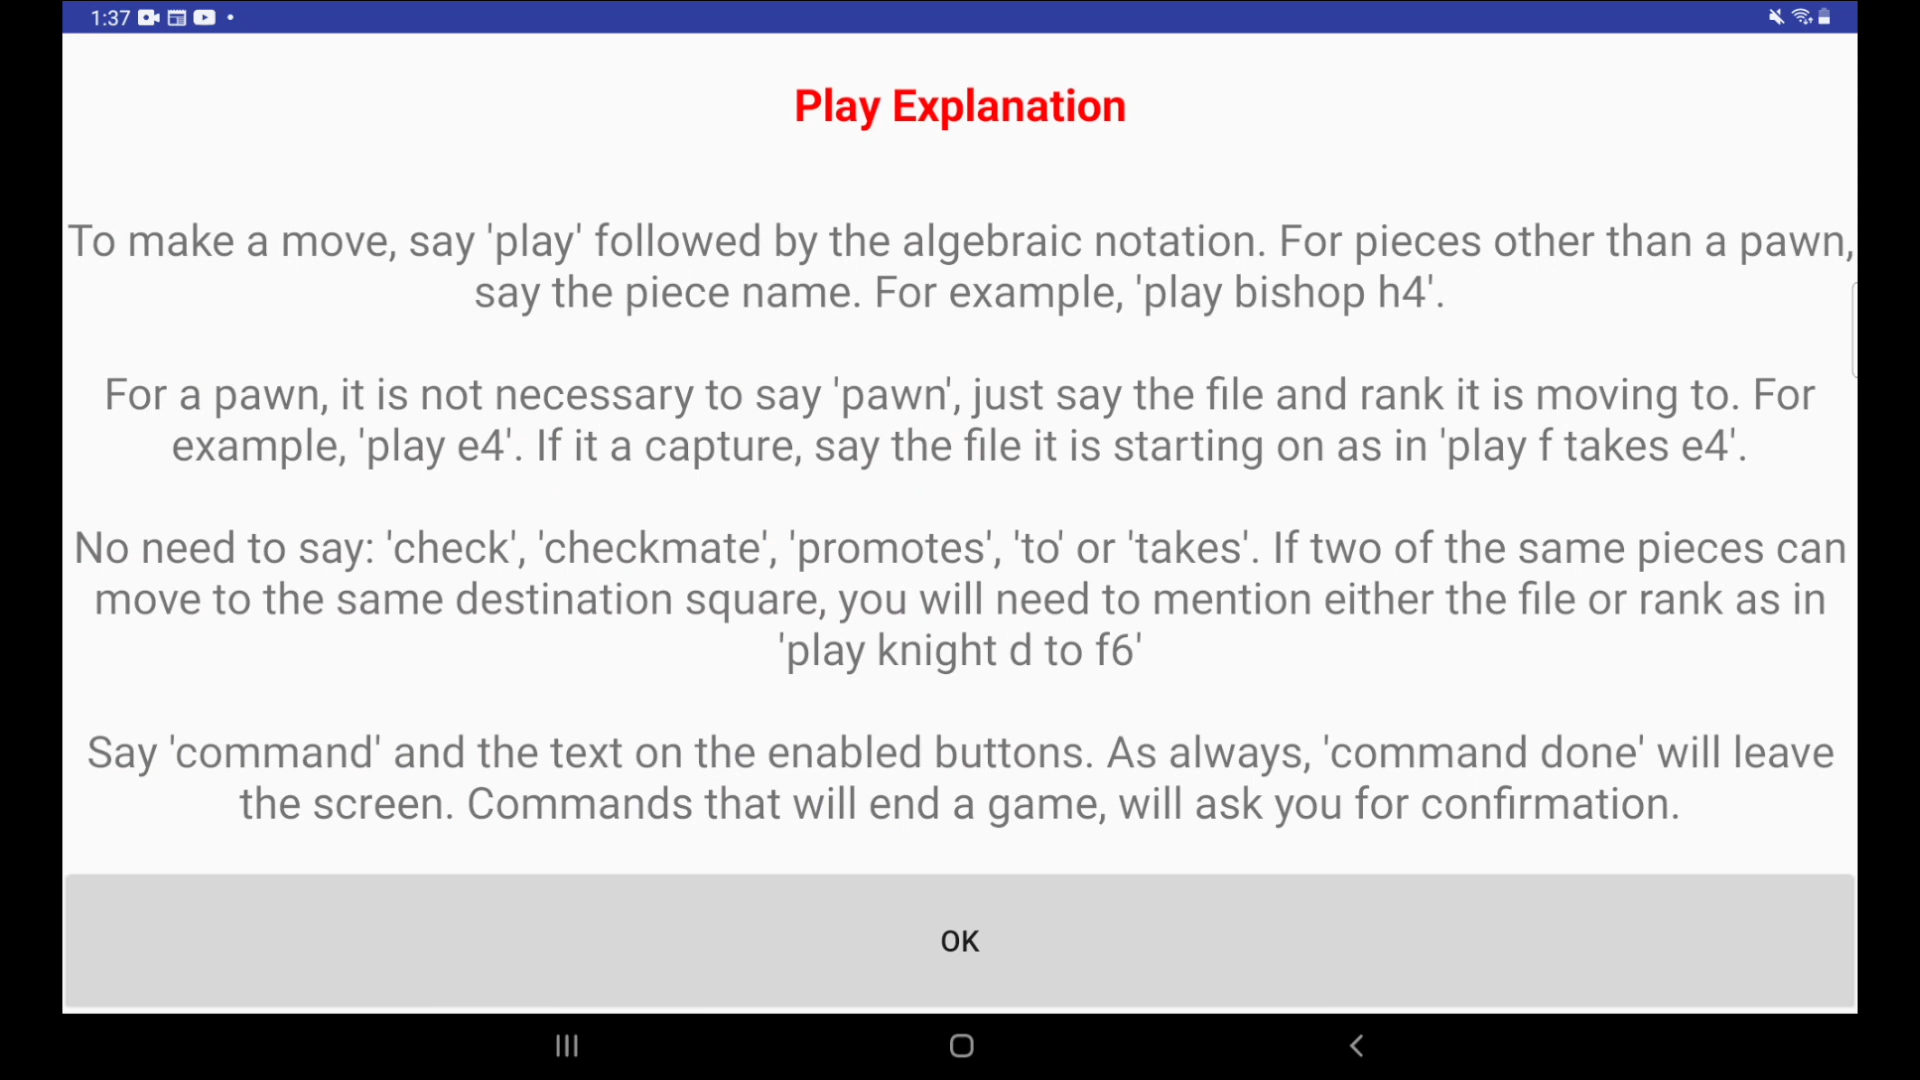 1:37
Play Explanation
To make a move, say 'play' followed by the algebraic notation. For pieces other than a pawn,
say the piece name. For example, 'play bishop h4'.
For a pawn, it is not necessary to say 'pawn', just say the file and rank it is moving to. For
example, 'play e4'. If it a capture, say the file it is starting on as in 'play f takes e4'.
No need to say: 'check', 'checkmate', 'promotes', 'to' or 'takes'. If two of the same pieces can
move to the same destination square, you will need to mention either the file or rank as in
'play knight d to f6'
Say 'command' and the text on the enabled buttons. As always, 'command done' will leave
the screen. Commands that will end a game, will ask you for confirmation.
OK